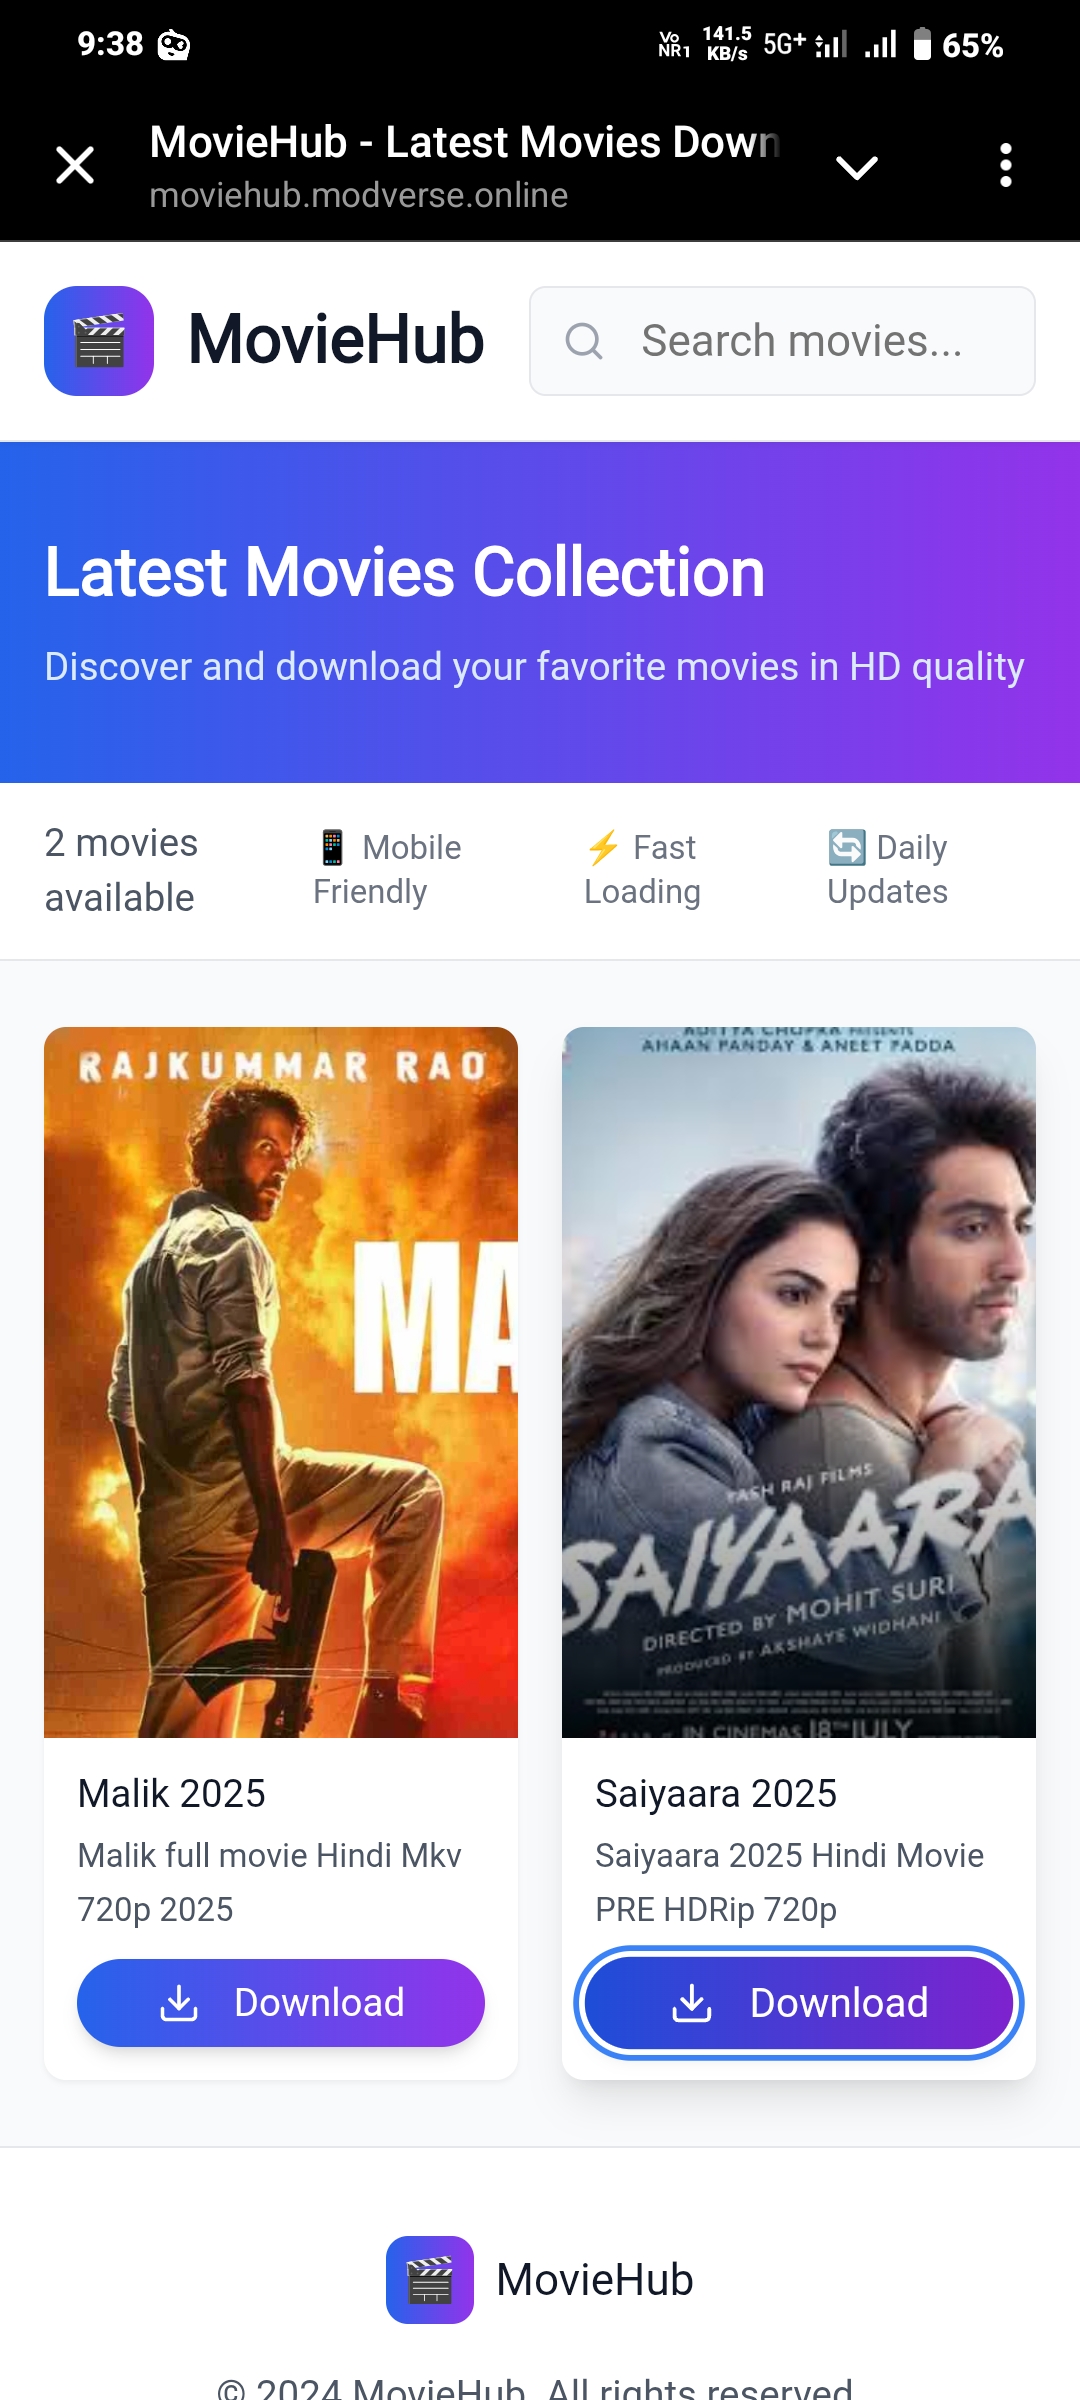 9:38
Vo NR1 141.5 KB/s 5G+ 65%
MovieHub - Latest Movies Down
moviehub.modverse.online
MovieHub
Search movies...
Latest Movies Collection
Discover and download your favorite movies in HD quality
2 movies
available
📱 Mobile
Friendly
⚡ Fast
Loading
🔄 Daily
Updates
RAJKUMMAR RAO
MA
ADITYA CHOPRA PRESENTS
AHAAN PANDAY & ANEET PADDA
YASH RAJ FILMS
SAIYAARA
DIRECTED BY MOHIT SURI
PRODUCED BY AKSHAYE WIDHANI
IN CINEMAS 18TH JULY
Malik 2025
Malik full movie Hindi Mkv
720p 2025
Download
Saiyaara 2025
Saiyaara 2025 Hindi Movie
PRE HDRip 720p
Download
MovieHub
© 2024 MovieHub. All rights reserved